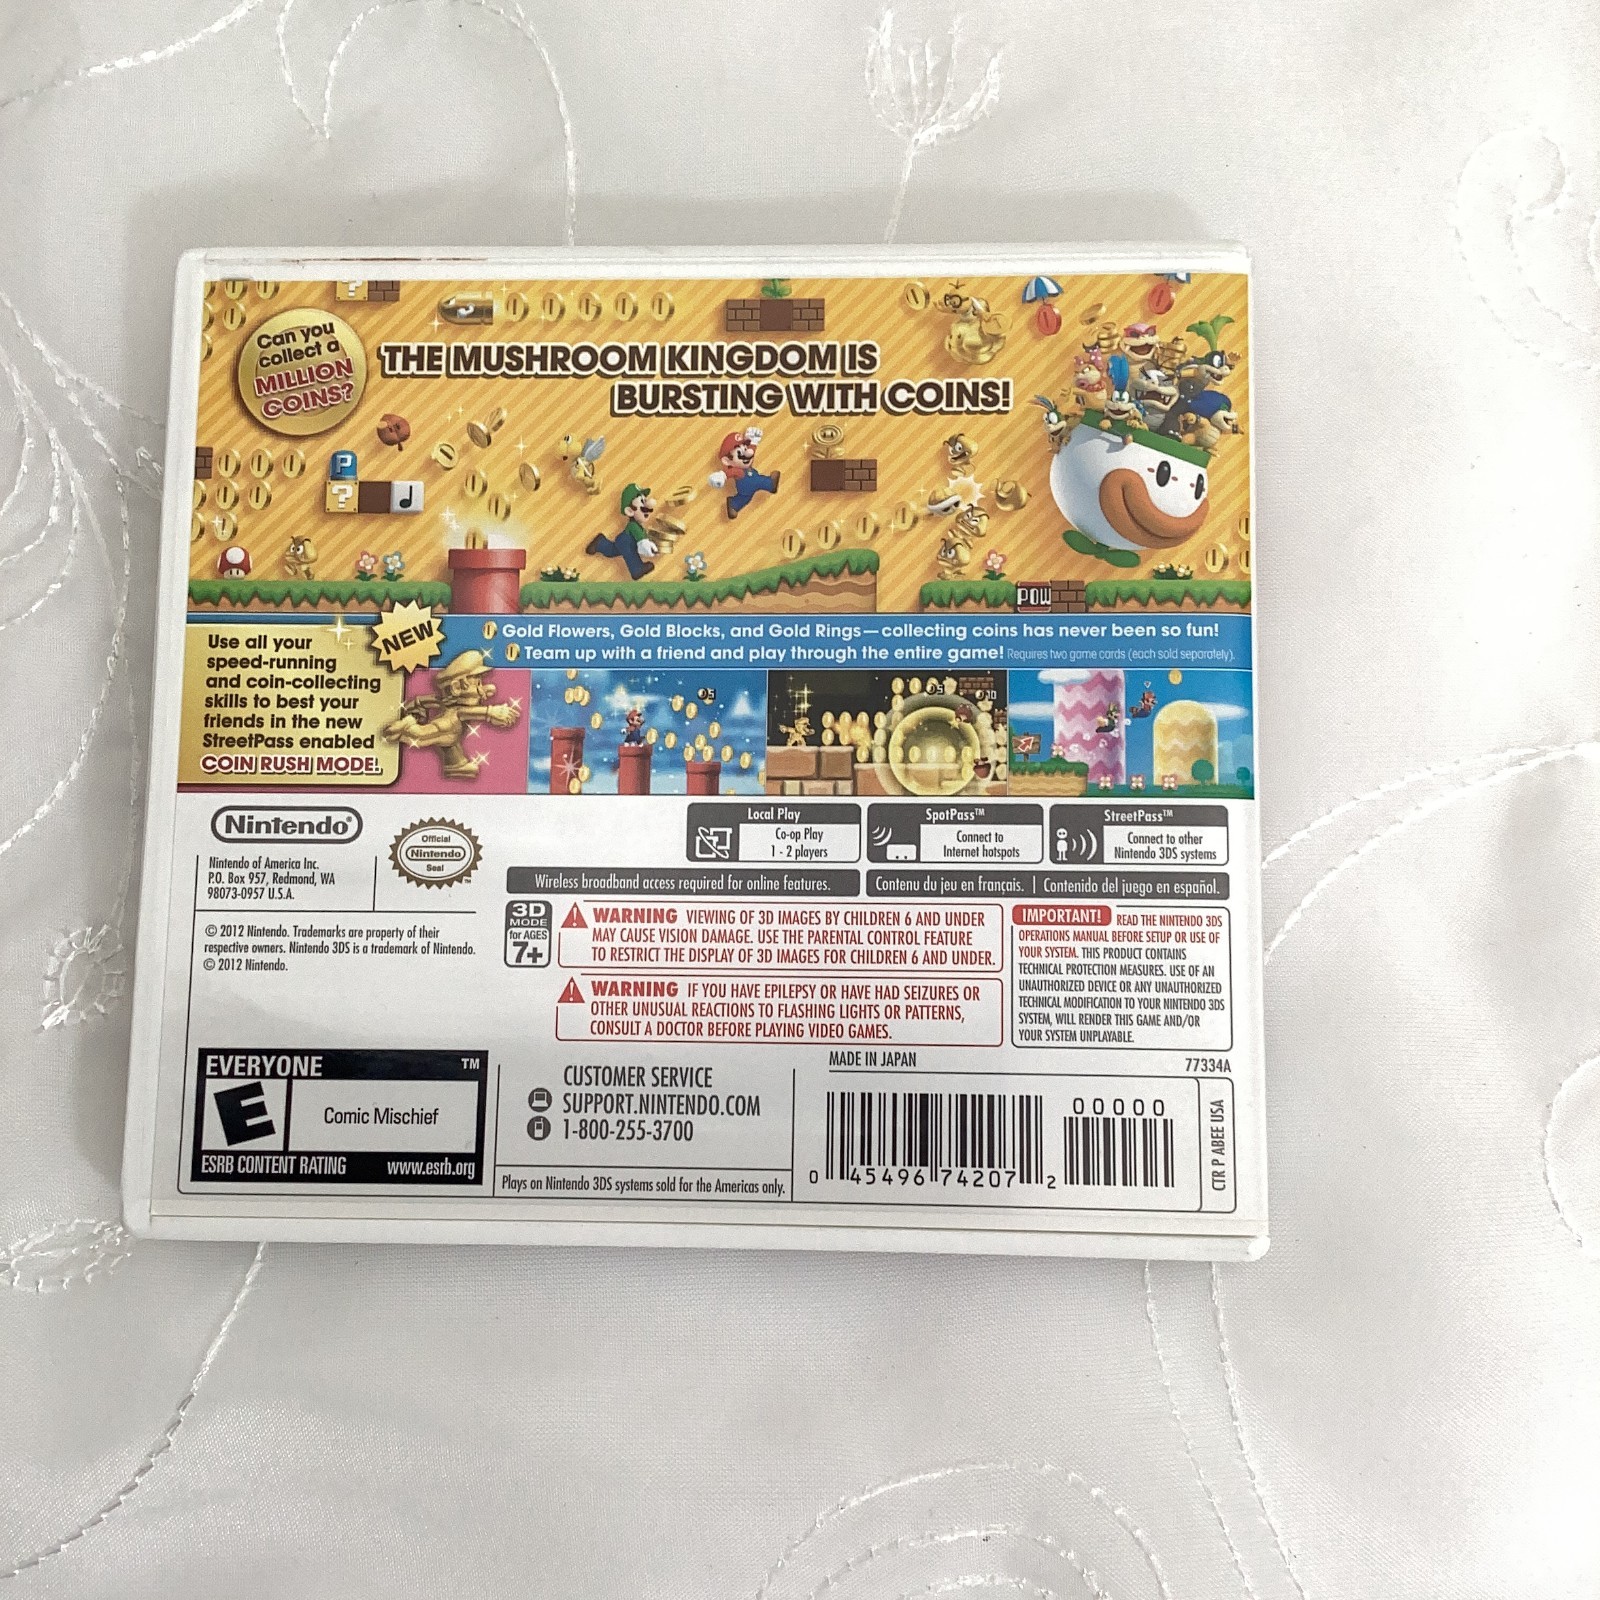 Can you
collect a
MILLION
COINS?
THE MUSHROOM KINGDOM IS
BURSTING WITH COINS!
P
?
?
POW
NEW
Use all your
speed-running
and coin-collecting
skills to best your
friends in the new
StreetPass enabled
COIN RUSH MODE!
Gold Flowers, Gold Blocks, and Gold Rings—collecting coins has never been so fun!
Team up with a friend and play through the entire game! Requires two game cards (each sold separately).
Nintendo®
Official
Nintendo
Seal
TM
Nintendo of America Inc.
P.O. Box 957, Redmond, WA
98073-0957 U.S.A.
© 2012 Nintendo. Trademarks are property of their
respective owners. Nintendo 3DS is a trademark of Nintendo.
© 2012 Nintendo.
Local Play
Co-op Play
1 - 2 players
SpotPass™
Connect to
Internet hotspots
StreetPass™
Connect to other
Nintendo 3DS systems
Wireless broadband access required for online features.
Contenu du jeu en français. | Contenido del juego en español.
3D
MODE
for AGES
7+
WARNING VIEWING OF 3D IMAGES BY CHILDREN 6 AND UNDER
MAY CAUSE VISION DAMAGE. USE THE PARENTAL CONTROL FEATURE
TO RESTRICT THE DISPLAY OF 3D IMAGES FOR CHILDREN 6 AND UNDER.
WARNING IF YOU HAVE EPILEPSY OR HAVE HAD SEIZURES OR
OTHER UNUSUAL REACTIONS TO FLASHING LIGHTS OR PATTERNS,
CONSULT A DOCTOR BEFORE PLAYING VIDEO GAMES.
IMPORTANT! READ THE NINTENDO 3DS
OPERATIONS MANUAL BEFORE SETUP OR USE OF
YOUR SYSTEM. THIS PRODUCT CONTAINS
TECHNICAL PROTECTION MEASURES. USE OF AN
UNAUTHORIZED DEVICE OR ANY UNAUTHORIZED
TECHNICAL MODIFICATION TO YOUR NINTENDO 3DS
SYSTEM, WILL RENDER THIS GAME AND/OR
YOUR SYSTEM UNPLAYABLE.
EVERYONE ™
E
Comic Mischief
ESRB CONTENT RATING www.esrb.org
CUSTOMER SERVICE
SUPPORT.NINTENDO.COM
1-800-255-3700
Plays on Nintendo 3DS systems sold for the Americas only.
MADE IN JAPAN
77334A
00000
0 45496 74207 2
CTR P ABEE USA